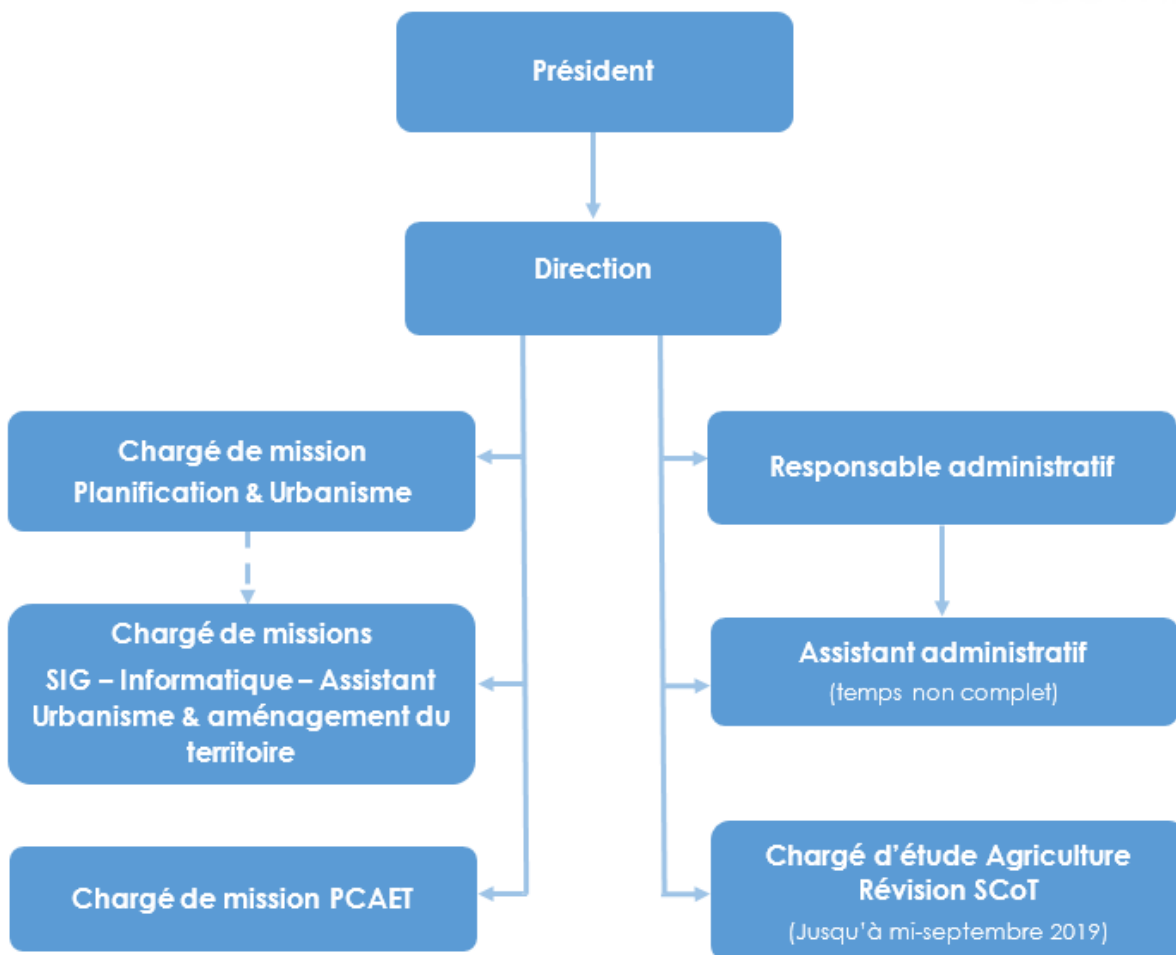 Président
Direction
Chargé de mission
Planification & Urbanisme
Responsable administratif
Chargé de missions
SIG – Informatique – Assistant
Urbanisme & aménagement du
territoire
Assistant administratif
(temps non complet)
Chargé de mission PCAET
Chargé d’étude Agriculture
Révision SCoT
(Jusqu’à mi-septembre 2019)